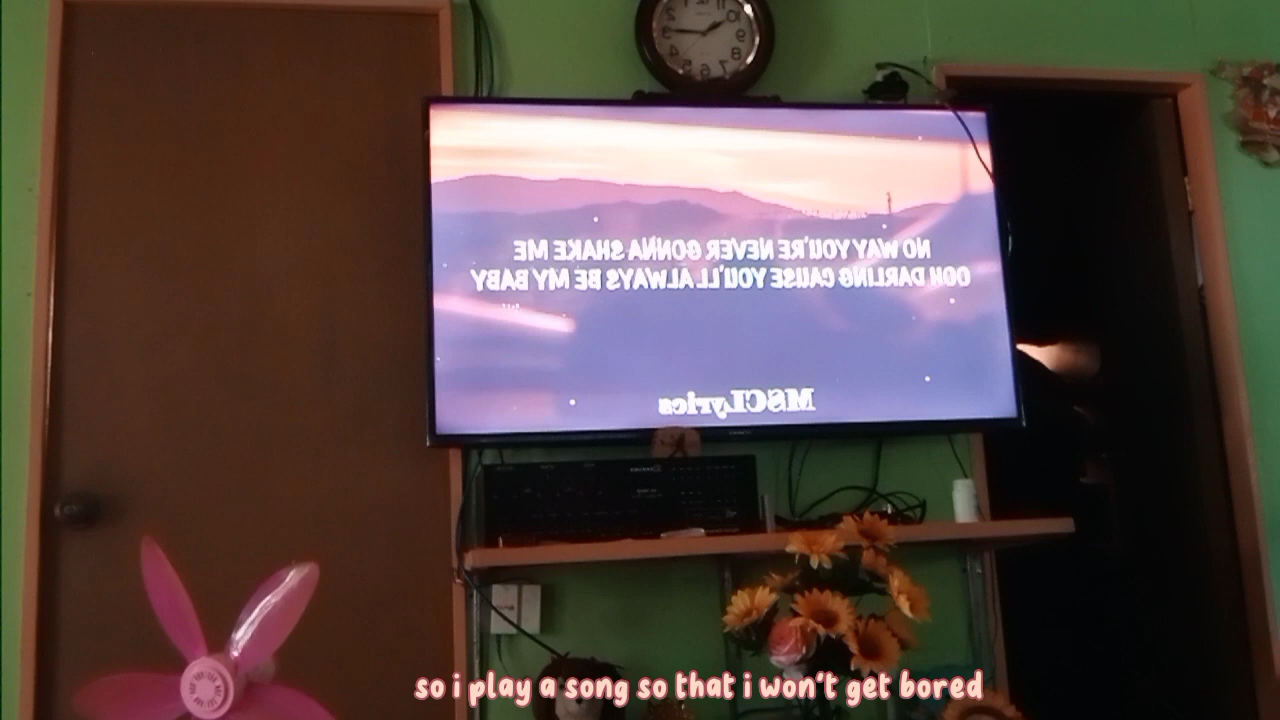 NO WAY YOU'RE NEVER GONNA SHAKE ME
OOH DARLING CAUSE YOU'LL ALWAYS BE MY BABY
MSCLyrics
so i play a song so that i won't get bored